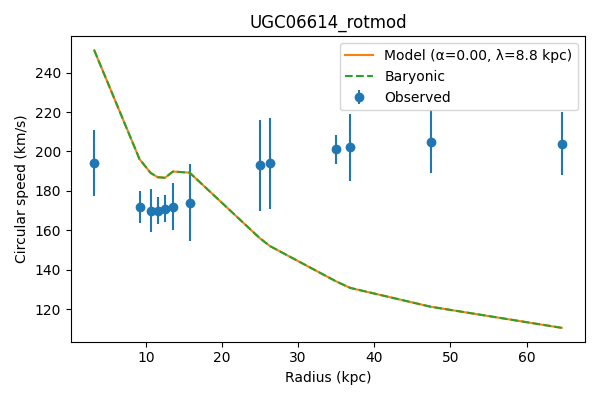 UGC06614_rotmod
Model (α=0.00, λ=8.8 kpc)
Baryonic
Observed
Circular speed (km/s)
240
220
200
180
160
140
120
10 20 30 40 50 60
Radius (kpc)